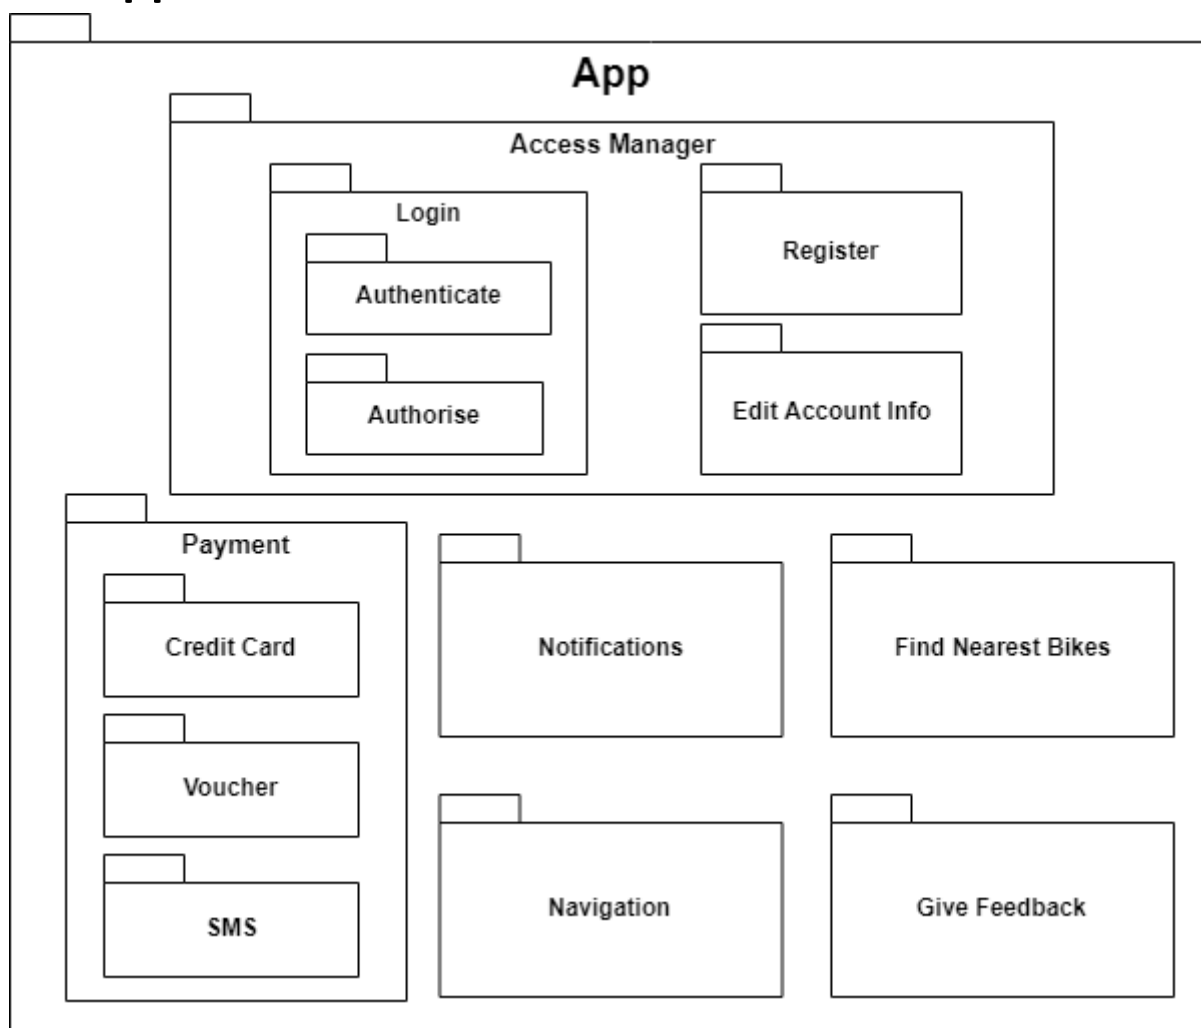 App
Access Manager
Login
Authenticate
Authorise
Register
Edit Account Info
Payment
Credit Card
Voucher
SMS
Notifications
Find Nearest Bikes
Navigation
Give Feedback